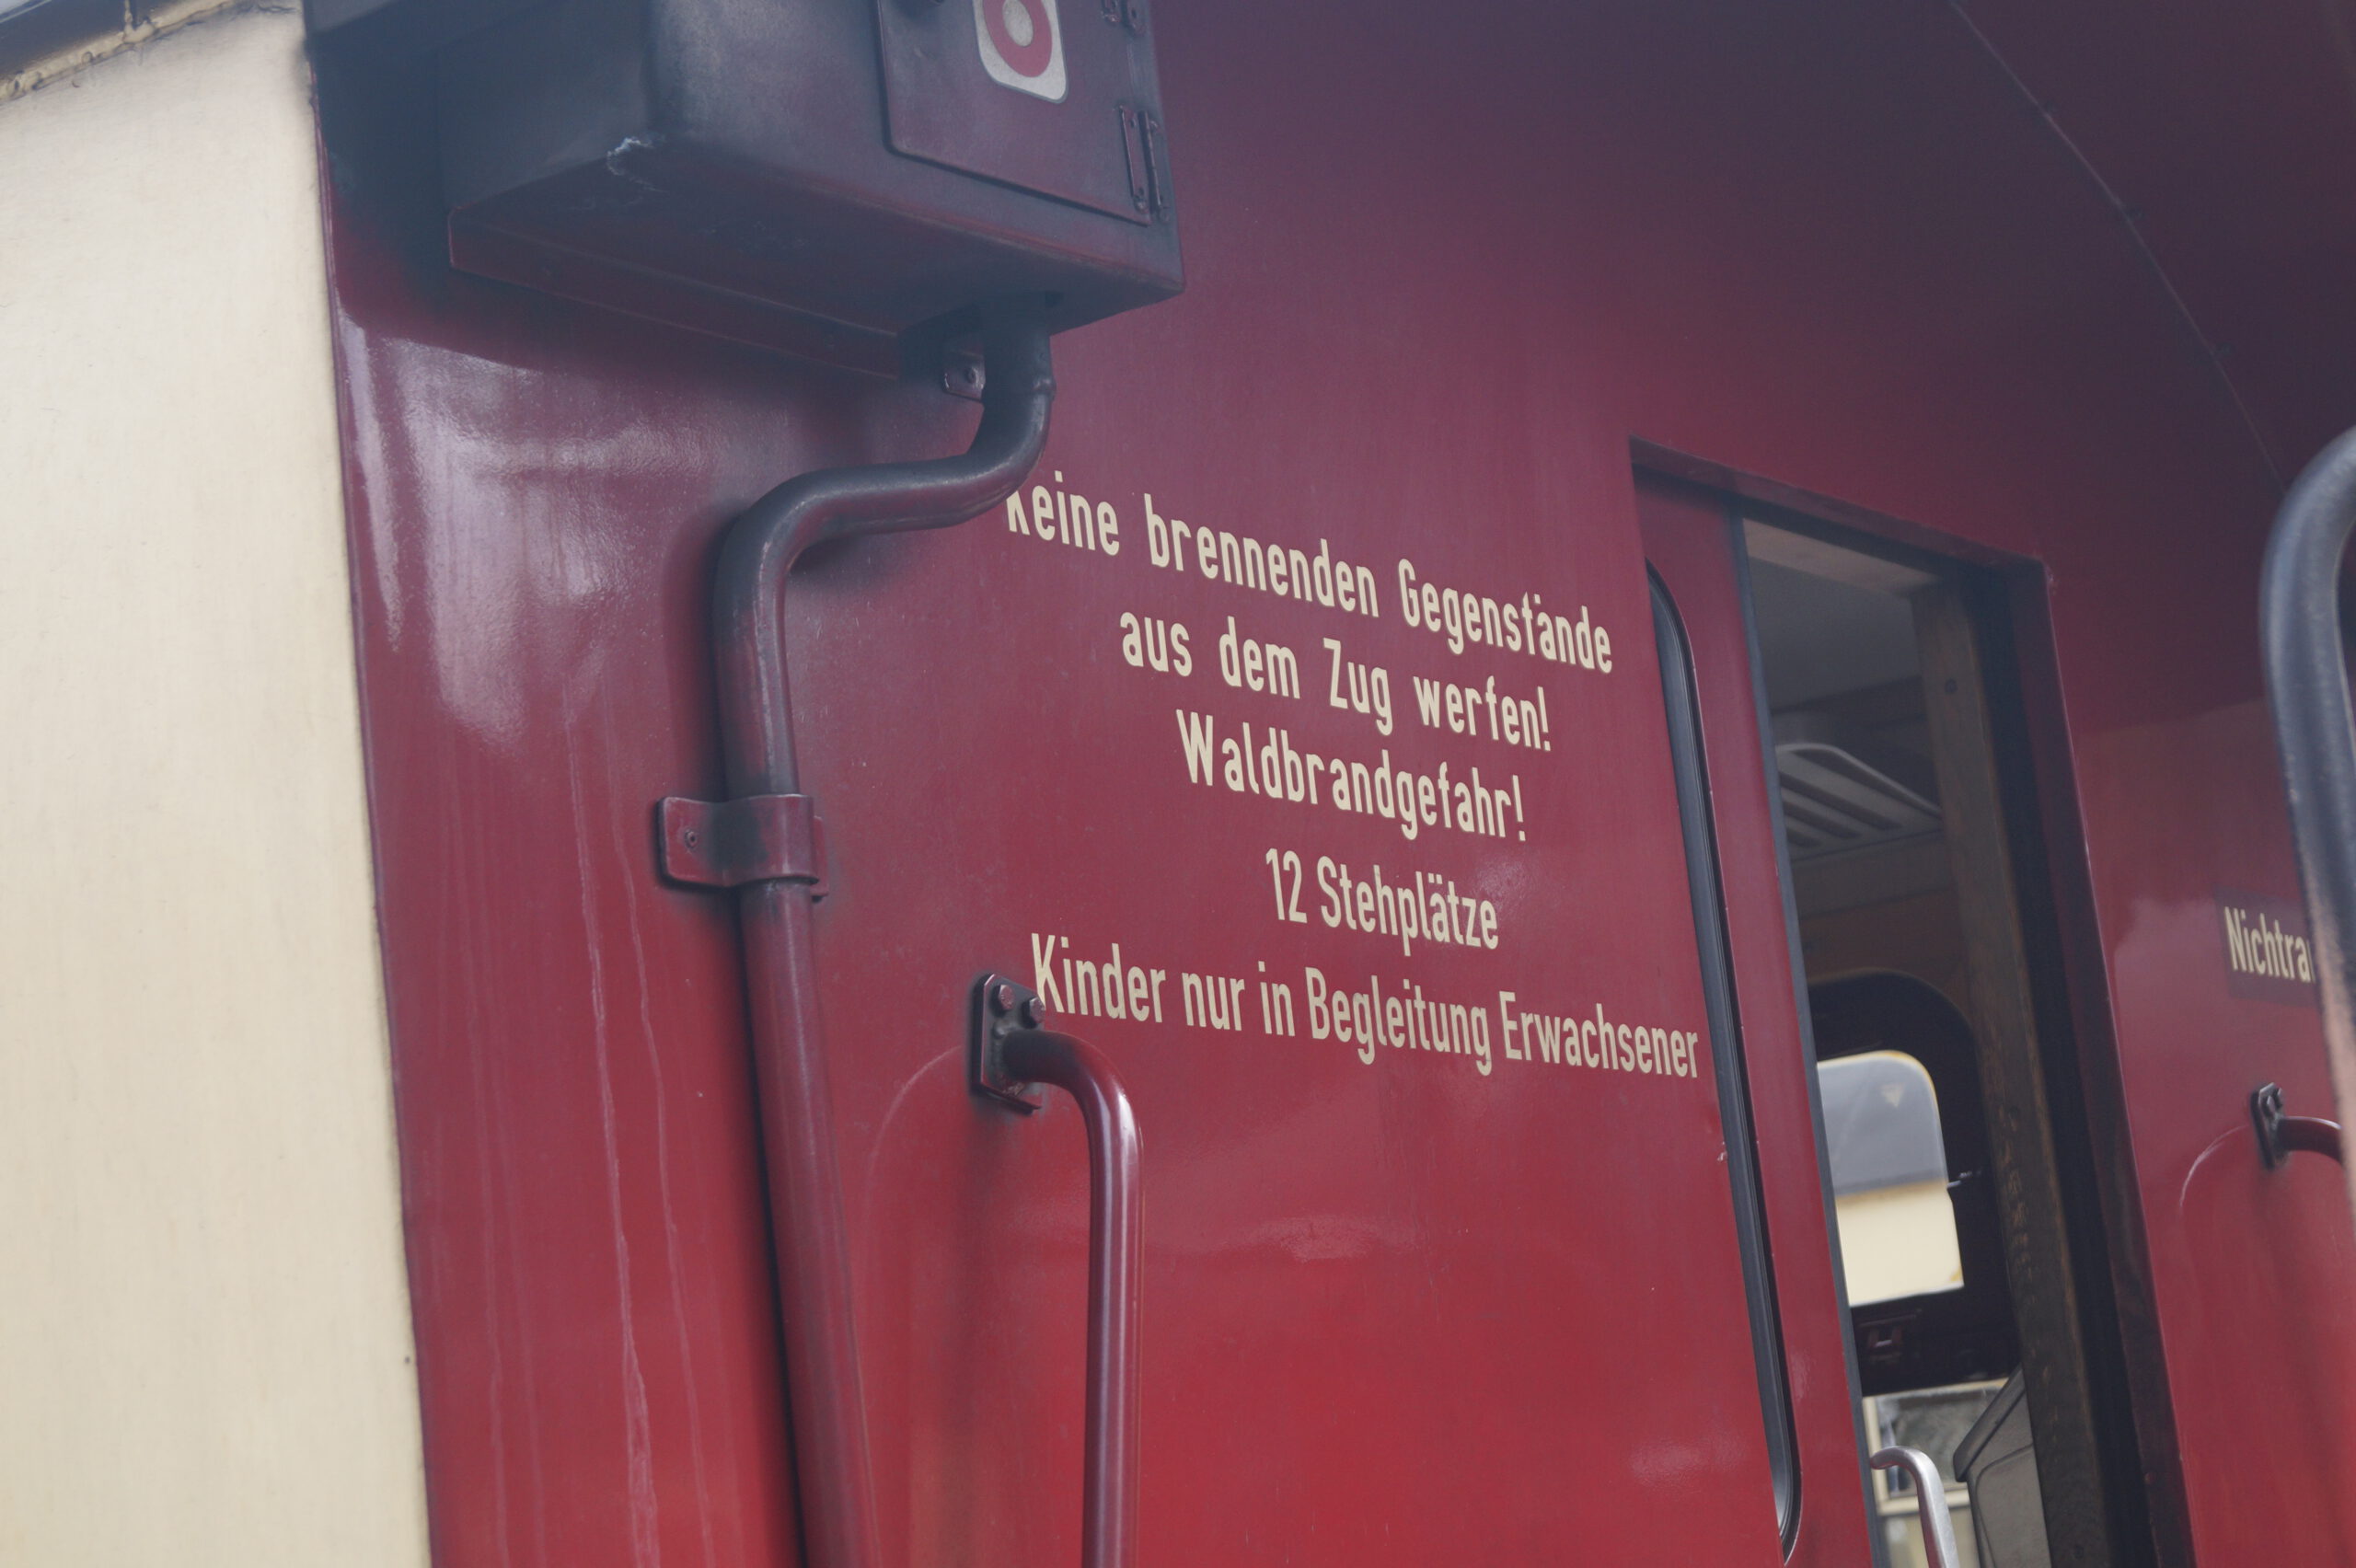 Keine brennenden Gegenstände
aus dem Zug werfen!
Waldbrandgefahr!
12 Stehplätze
Kinder nur in Begleitung Erwachsener